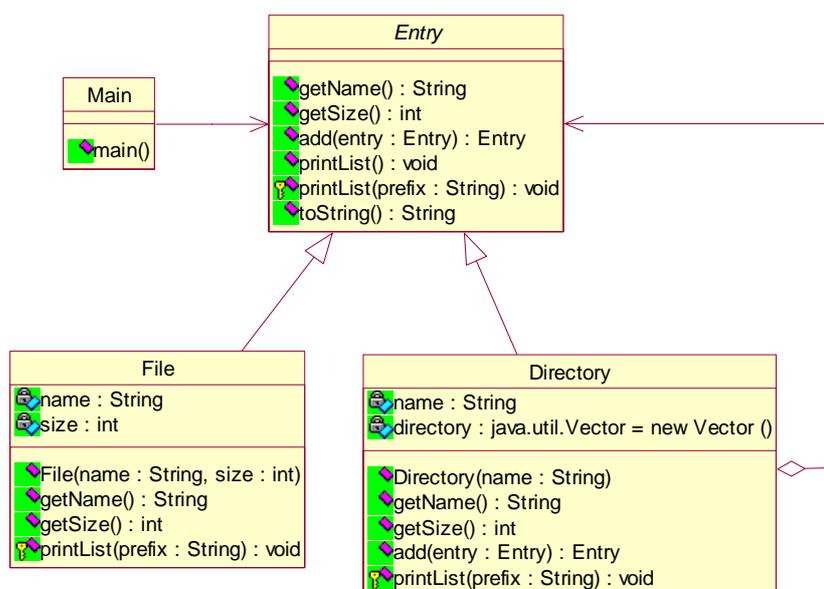 Entry
getName() : String
getSize() : int
add(entry : Entry) : Entry
printList() : void
printList(prefix : String) : void
toString() : String
Main
main()
File
name : String
size : int
File(name : String, size : int)
getName() : String
getSize() : int
printList(prefix : String) : void
Directory
name : String
directory : java.util.Vector = new Vector ()
Directory(name : String)
getName() : String
getSize() : int
add(entry : Entry) : Entry
printList(prefix : String) : void